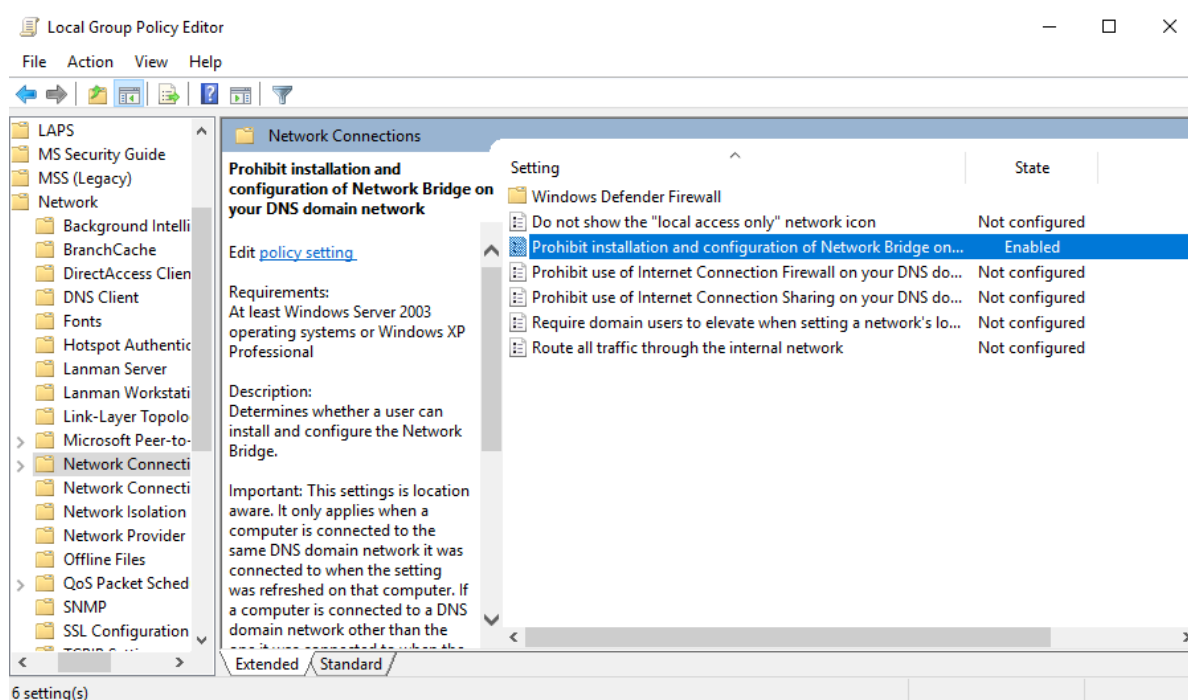 Local Group Policy Editor
File Action View Help
LAPS
MS Security Guide
MSS (Legacy)
Network
Background Intelli
BranchCache
DirectAccess Clien
DNS Client
Fonts
Hotspot Authentic
Lanman Server
Lanman Workstati
Link-Layer Topolo
Microsoft Peer-to-
Network Connecti
Network Connecti
Network Isolation
Network Provider
Offline Files
QoS Packet Sched
SNMP
SSL Configuration
Network Connections
Prohibit installation and
configuration of Network Bridge on
your DNS domain network
Edit policy setting
Requirements:
At least Windows Server 2003
operating systems or Windows XP
Professional
Description:
Determines whether a user can
install and configure the Network
Bridge.
Important: This settings is location
aware. It only applies when a
computer is connected to the
same DNS domain network it was
connected to when the setting
was refreshed on that computer. If
a computer is connected to a DNS
domain network other than the
one it was connected to when the
Setting State
Windows Defender Firewall
Do not show the "local access only" network icon Not configured
Prohibit installation and configuration of Network Bridge on... Enabled
Prohibit use of Internet Connection Firewall on your DNS do... Not configured
Prohibit use of Internet Connection Sharing on your DNS do... Not configured
Require domain users to elevate when setting a network's lo... Not configured
Route all traffic through the internal network Not configured
Extended Standard
6 setting(s)